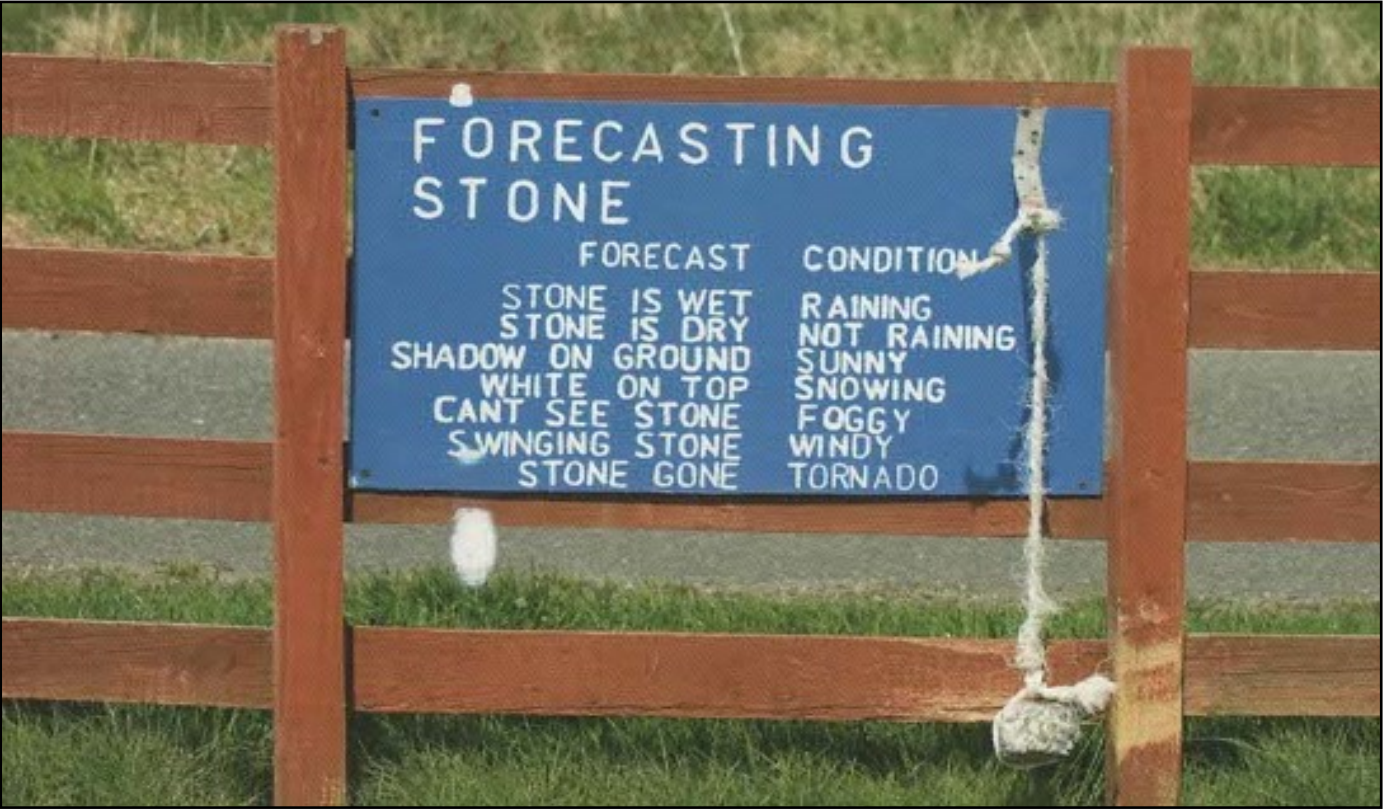 FORECASTING
STONE
FORECAST CONDITION
STONE IS WET RAINING
STONE IS DRY NOT RAINING
SHADOW ON GROUND SUNNY
WHITE ON TOP SNOWING
CANT SEE STONE FOGGY
SWINGING STONE WINDY
STONE GONE TORNADO